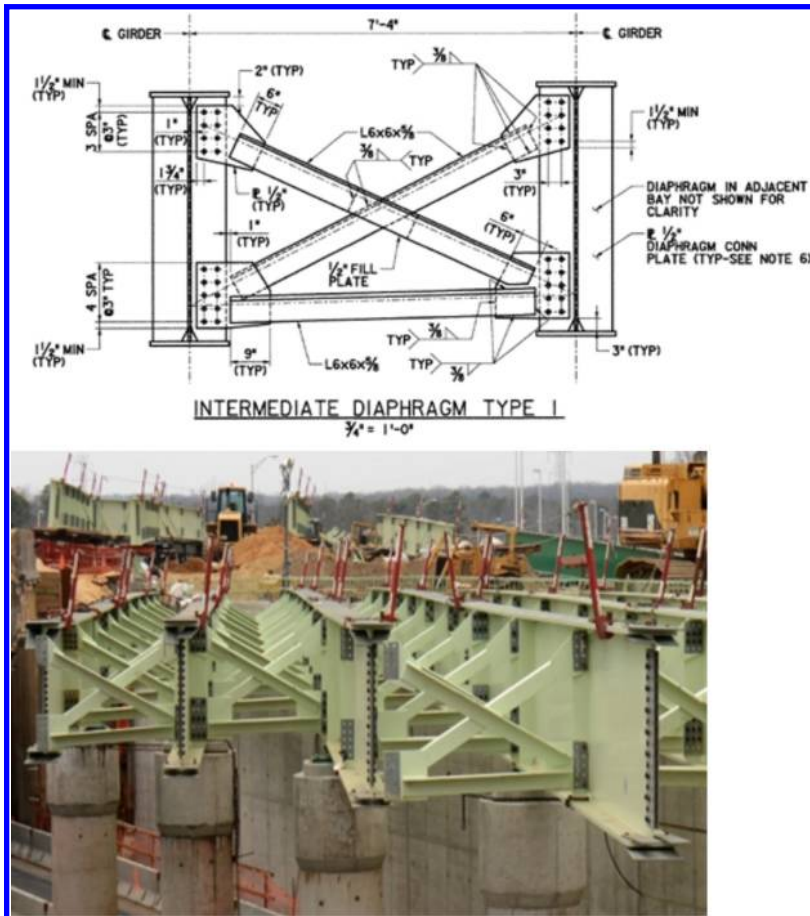 7'-4"
℄ GIRDER
℄ GIRDER
1½" MIN
(TYP)
3 SPA
@3"
(TYP)
2" (TYP)
6"
TYP
1"
(TYP)
1¾"
(TYP)
℄ ½"
(TYP)
1"
(TYP)
L6x6x⅝
TYP
⅜
⅜
TYP
1½" MIN
(TYP)
3"
(TYP)
6"
(TYP)
DIAPHRAGM IN ADJACENT
BAY NOT SHOWN FOR
CLARITY
℄ ½"
DIAPHRAGM CONN
PLATE (TYP-SEE NOTE 6)
½" FILL
PLATE
4 SPA
@3" TYP
1½" MIN
(TYP)
9"
(TYP)
L6x6x⅝
TYP
⅜
TYP
⅜
3" (TYP)
INTERMEDIATE DIAPHRAGM TYPE 1
¾" = 1'-0"